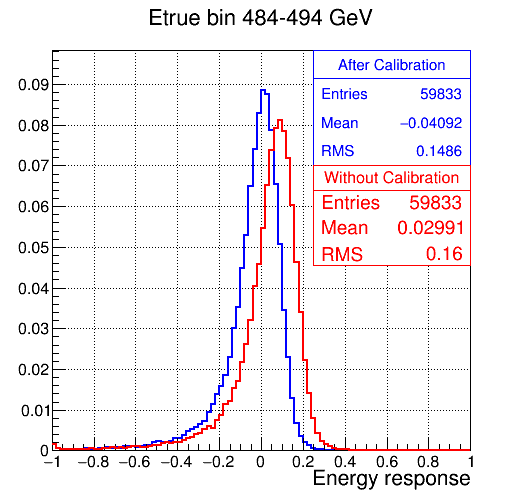 Etrue bin 484-494 GeV
After Calibration
Entries 59833
Mean −0.04092
RMS 0.1486
Without Calibration
Entries 59833
Mean 0.02991
RMS 0.16
0.09
0.08
0.07
0.06
0.05
0.04
0.03
0.02
0.01
0
−1 −0.8 −0.6 −0.4 −0.2 0 0.2 0.4 0.6 0.8 1
Energy response